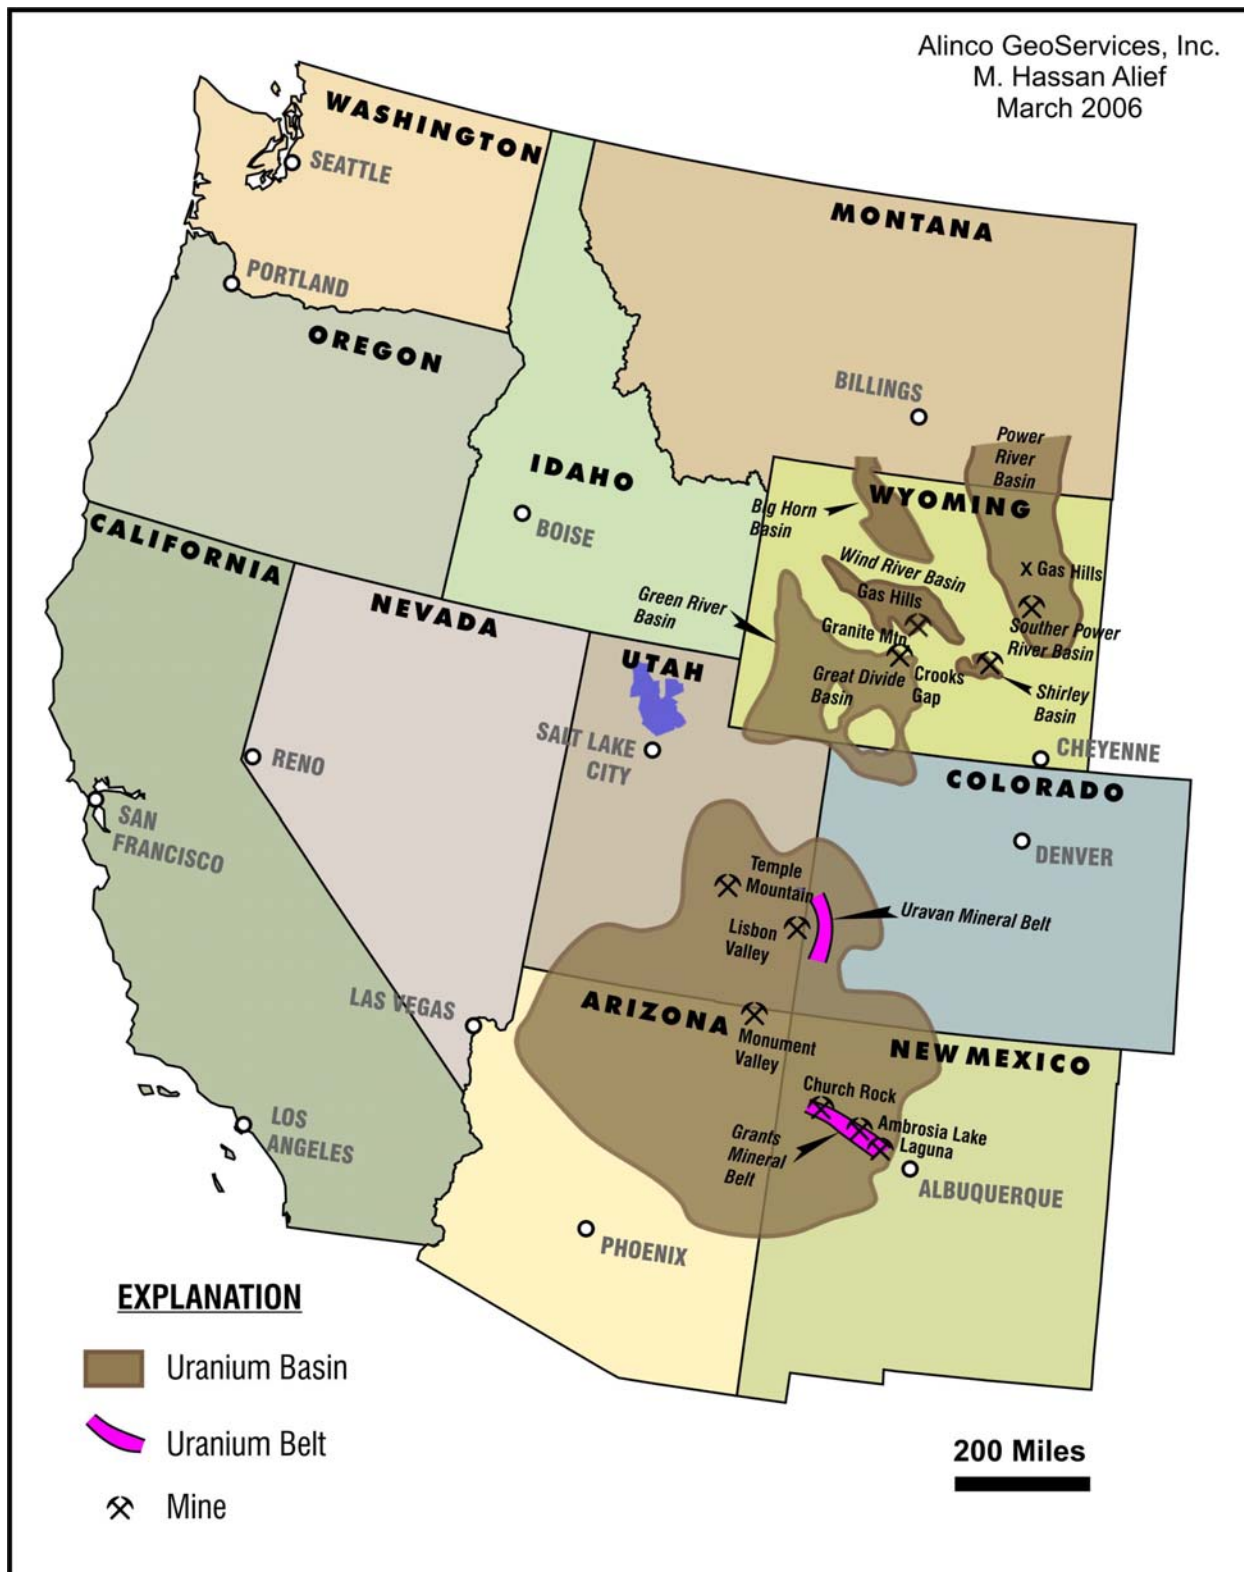 Alinco GeoServices, Inc.
M. Hassan Alief
March 2006
WASHINGTON
SEATTLE
MONTANA
PORTLAND
OREGON
BILLINGS
Power
River
Basin
IDAHO
BOISE
WYOMING
Big Horn
Basin
CALIFORNIA
NEVADA
Wind River Basin
Gas Hills
Gas Hills
Green River
Basin
Granite Mtn
Souther Power
River Basin
UTAH
Great Divide
Basin
Crooks
Gap
Shirley
Basin
SALT LAKE
CITY
RENO
CHEYENNE
COLORADO
SAN
FRANCISCO
DENVER
Temple
Mountain
Uravan Mineral Belt
Lisbon
Valley
LAS VEGAS
ARIZONA
Monument
Valley
NEW MEXICO
Church Rock
Ambrosia Lake
Laguna
Grants
Mineral
Belt
LOS
ANGELES
ALBUQUERQUE
PHOENIX
EXPLANATION
Uranium Basin
Uranium Belt
Mine
200 Miles